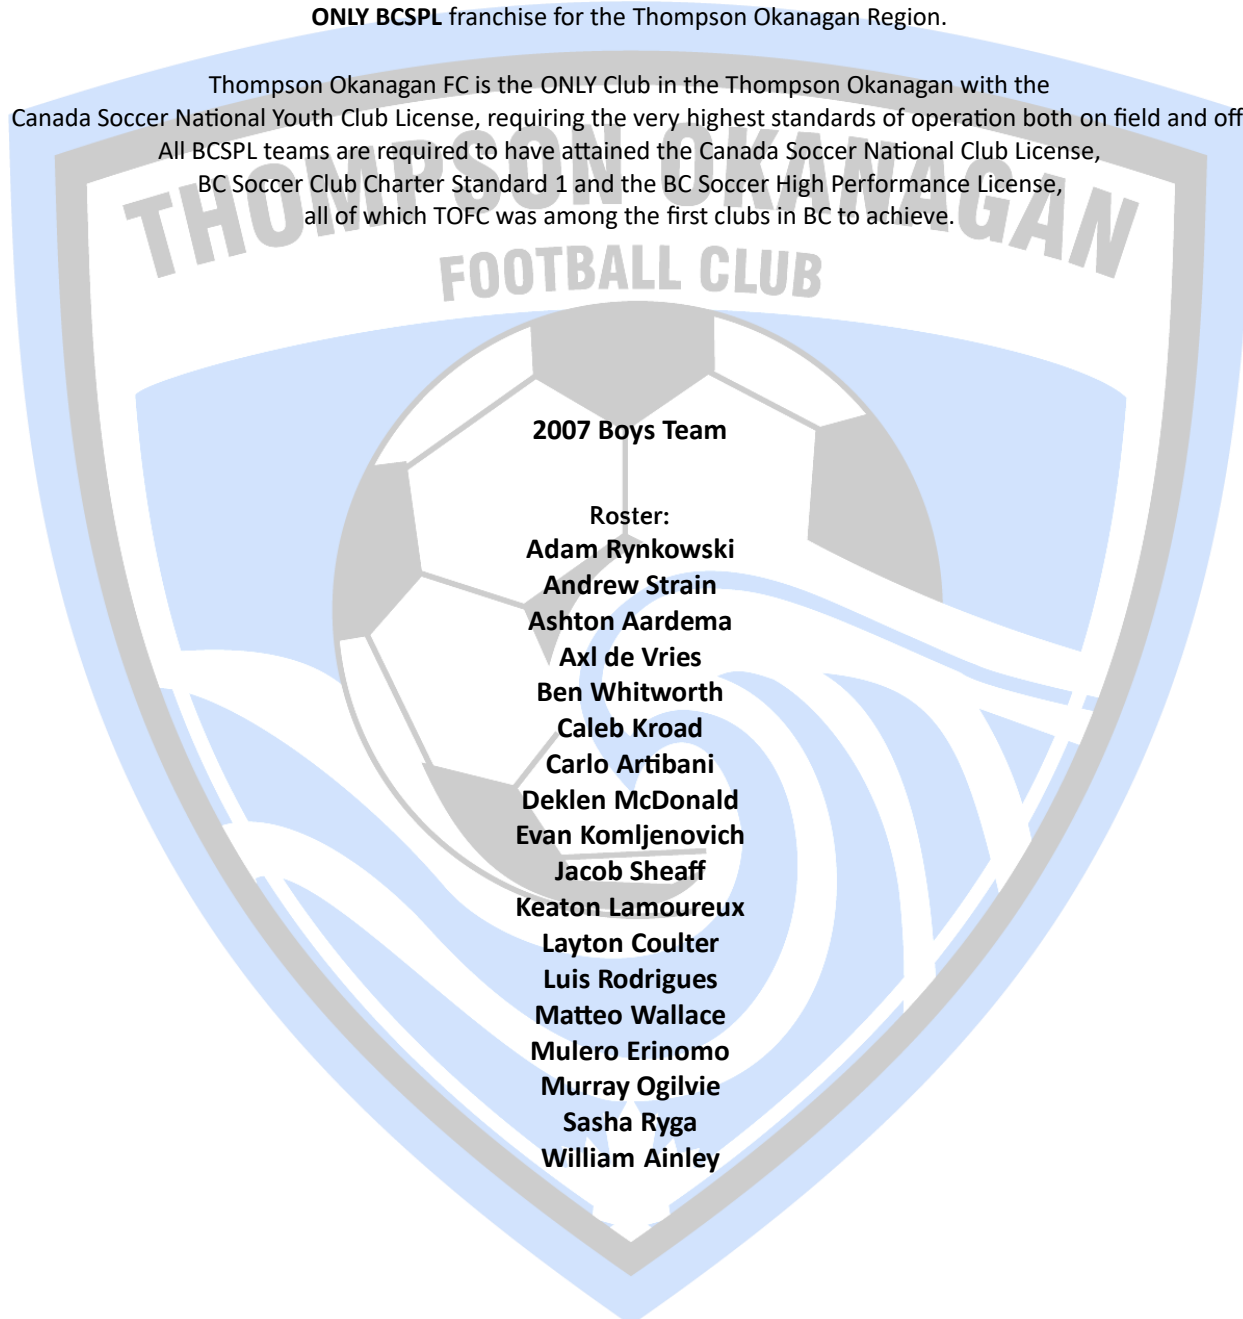 ONLY BCSPL franchise for the Thompson Okanagan Region.
Thompson Okanagan FC is the ONLY Club in the Thompson Okanagan with the
Canada Soccer National Youth Club License, requiring the very highest standards of operation both on field and off
All BCSPL teams are required to have attained the Canada Soccer National Club License,
BC Soccer Club Charter Standard 1 and the BC Soccer High Performance License,
all of which TOFC was among the first clubs in BC to achieve.
THOMPSON OKANAGAN
FOOTBALL CLUB
2007 Boys Team
Roster:
Adam Rynkowski
Andrew Strain
Ashton Aardema
Axl de Vries
Ben Whitworth
Caleb Kroad
Carlo Artibani
Deklen McDonald
Evan Komljenovich
Jacob Sheaff
Keaton Lamoureux
Layton Coulter
Luis Rodrigues
Matteo Wallace
Mulero Erinomo
Murray Ogilvie
Sasha Ryga
William Ainley